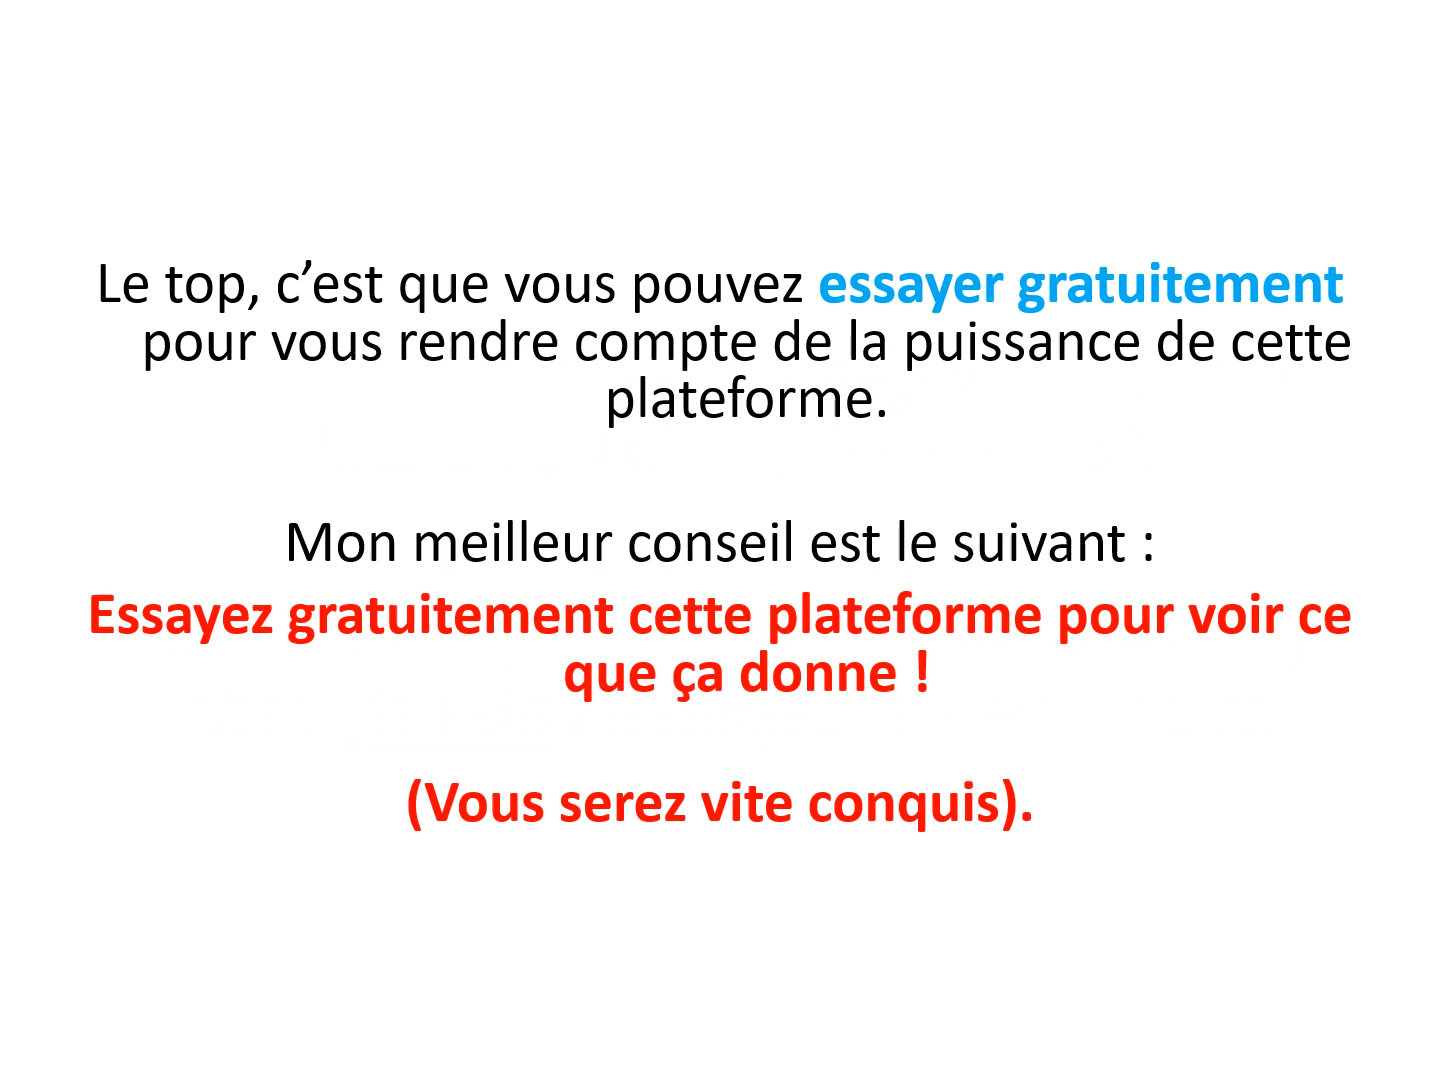 Le top, c’est que vous pouvez essayer gratuitement
pour vous rendre compte de la puissance de cette
plateforme.
Mon meilleur conseil est le suivant :
Essayez gratuitement cette plateforme pour voir ce
que ça donne !
(Vous serez vite conquis).